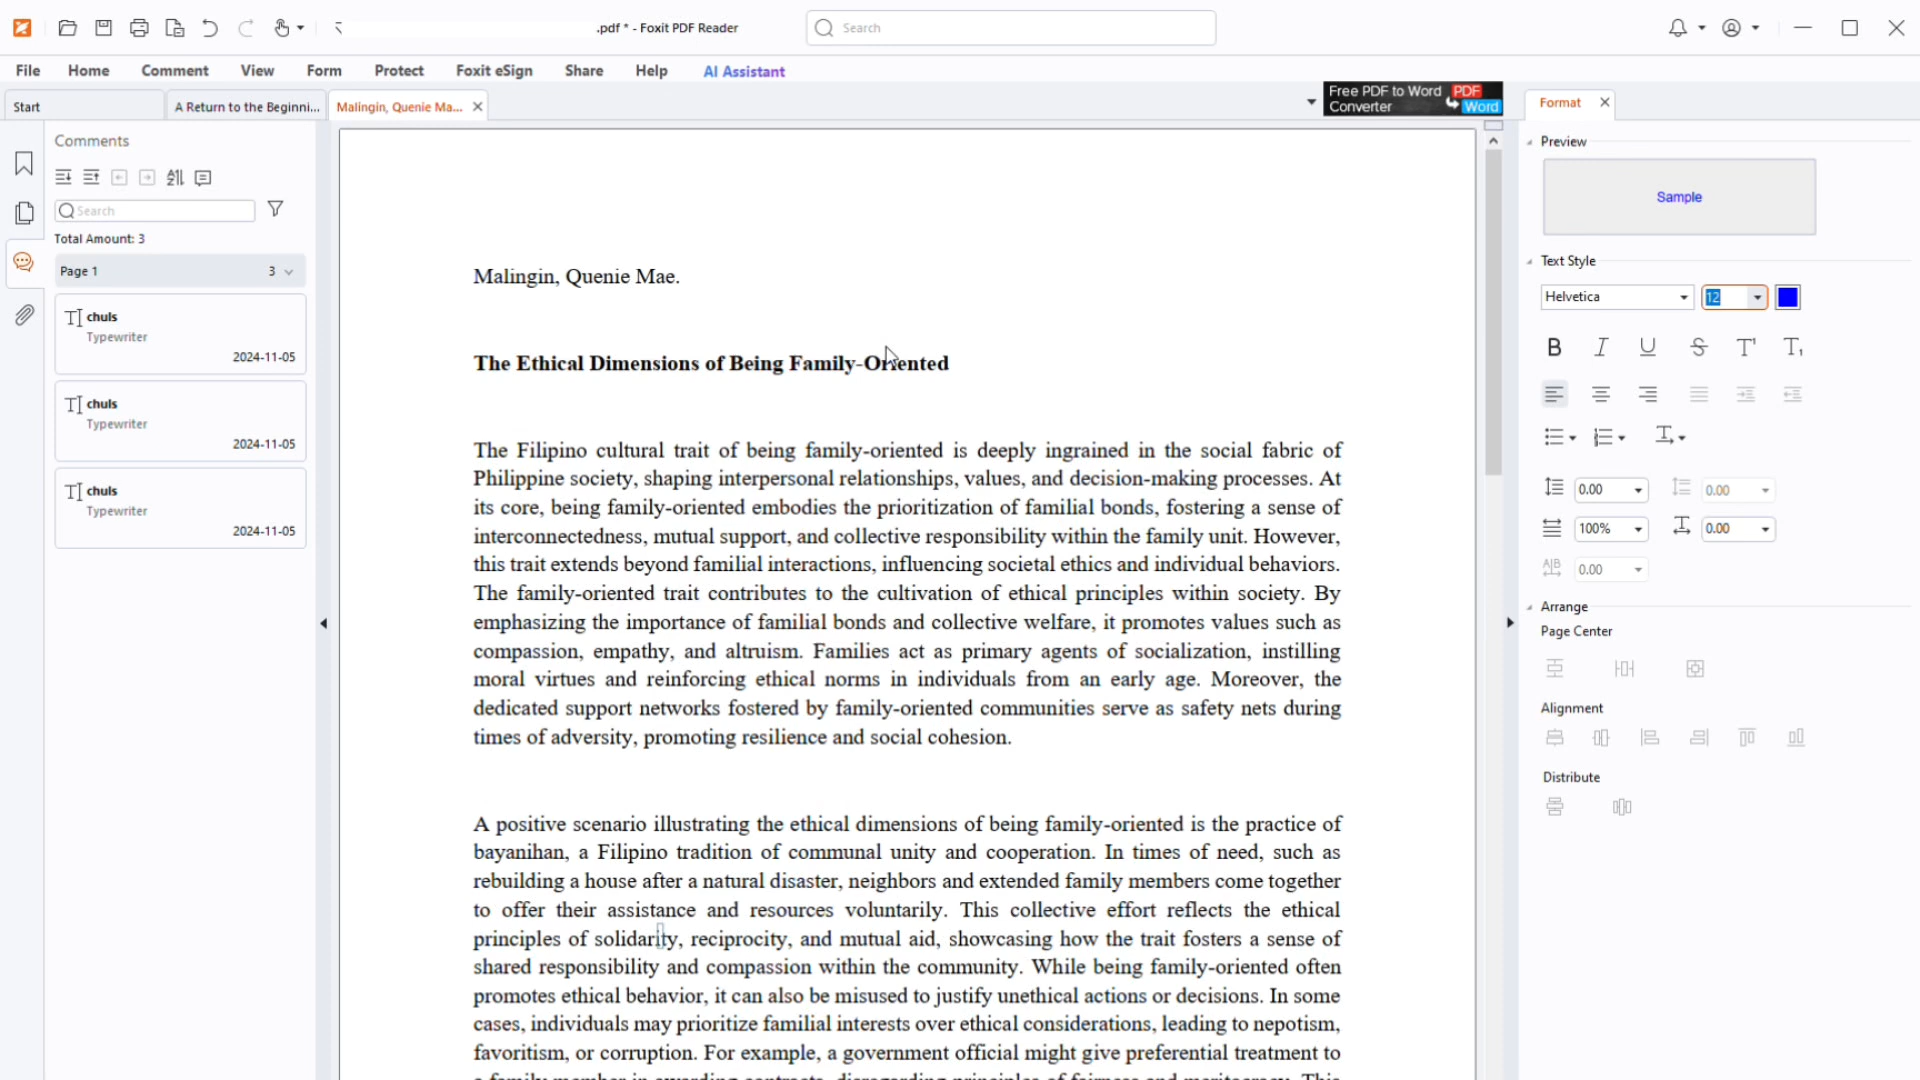 .pdf * - Foxit PDF Reader
Search
File Home Comment View Form Protect Foxit eSign Share Help AI Assistant
Start
A Return to the Beginni...
Malingin, Quenie Ma...
Free PDF to Word Converter
PDF
Word
Format
Comments
Search
Total Amount: 3
Page 1 3
chuls
Typewriter
2024-11-05
chuls
Typewriter
2024-11-05
chuls
Typewriter
2024-11-05
Malingin, Quenie Mae.
The Ethical Dimensions of Being Family-Oriented
The Filipino cultural trait of being family-oriented is deeply ingrained in the social fabric of
Philippine society, shaping interpersonal relationships, values, and decision-making processes. At
its core, being family-oriented embodies the prioritization of familial bonds, fostering a sense of
interconnectedness, mutual support, and collective responsibility within the family unit. However,
this trait extends beyond familial interactions, influencing societal ethics and individual behaviors.
The family-oriented trait contributes to the cultivation of ethical principles within society. By
emphasizing the importance of familial bonds and collective welfare, it promotes values such as
compassion, empathy, and altruism. Families act as primary agents of socialization, instilling
moral virtues and reinforcing ethical norms in individuals from an early age. Moreover, the
dedicated support networks fostered by family-oriented communities serve as safety nets during
times of adversity, promoting resilience and social cohesion.
A positive scenario illustrating the ethical dimensions of being family-oriented is the practice of
bayanihan, a Filipino tradition of communal unity and cooperation. In times of need, such as
rebuilding a house after a natural disaster, neighbors and extended family members come together
to offer their assistance and resources voluntarily. This collective effort reflects the ethical
principles of solidarity, reciprocity, and mutual aid, showcasing how the trait fosters a sense of
shared responsibility and compassion within the community. While being family-oriented often
promotes ethical behavior, it can also be misused to justify unethical actions or decisions. In some
cases, individuals may prioritize familial interests over ethical considerations, leading to nepotism,
favoritism, or corruption. For example, a government official might give preferential treatment to
a family member in awarding contracts, disregarding principles of fairness and meritocracy. This
Preview
Sample
Text Style
Helvetica 12
0.00 0.00
100% 0.00
0.00
Arrange
Page Center
Alignment
Distribute